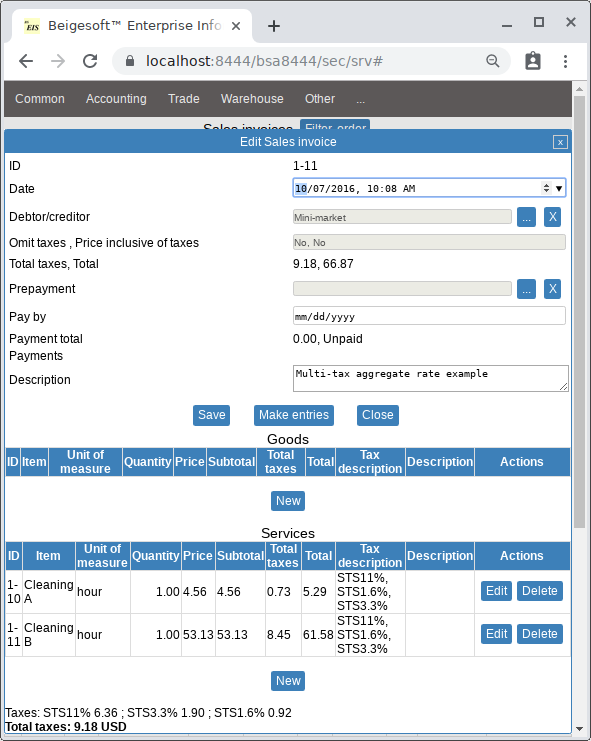 Beigesoft™ Enterprise Info
localhost:8444/bsa8444/sec/srv#
Common Accounting Trade Warehouse Other ...
Sales invoices Filter, order
Edit Sales invoice x
ID 1-11
Date 10/07/2016, 10:08 AM
Debtor/creditor Mini-market ... X
Omit taxes , Price inclusive of taxes No, No
Total taxes, Total 9.18, 66.87
Prepayment ... X
Pay by mm/dd/yyyy
Payment total 0.00, Unpaid
Payments
Description Multi-tax aggregate rate example
Save Make entries Close
Goods
ID Item Unit of measure Quantity Price Subtotal Total taxes Total Tax description Description Actions
New
Services
ID Item Unit of measure Quantity Price Subtotal Total taxes Total Tax description Description Actions
1-10 Cleaning A hour 1.00 4.56 4.56 0.73 5.29 STS11%, STS1.6%, STS3.3% Edit Delete
1-11 Cleaning B hour 1.00 53.13 53.13 8.45 61.58 STS11%, STS1.6%, STS3.3% Edit Delete
New
Taxes: STS11% 6.36 ; STS3.3% 1.90 ; STS1.6% 0.92
Total taxes: 9.18 USD